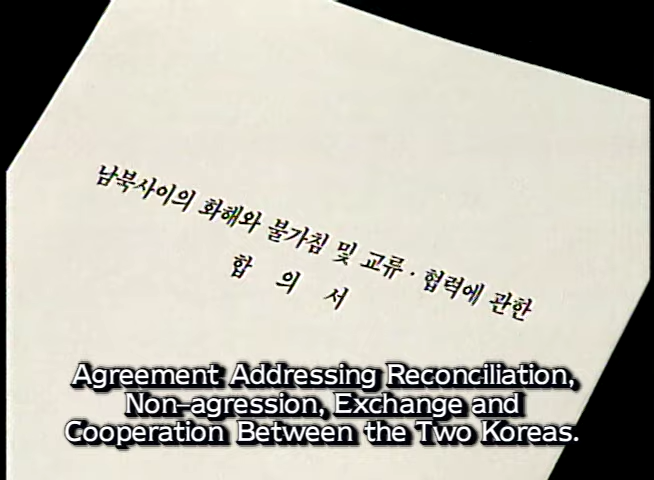 남북사이의 화해와 불가침 및 교류 · 협력에 관한
합 의 서
Agreement Addressing Reconciliation,
Non-agression, Exchange and
Cooperation Between the Two Koreas.